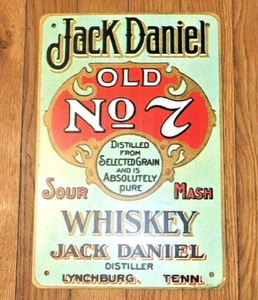 Jack Daniel
OLD
No 7
DISTILLED
FROM
SELECTED GRAIN
AND IS
ABSOLUTELY
PURE
SOUR MASH
WHISKEY
JACK DANIEL
DISTILLER
LYNCHBURG, TENN.